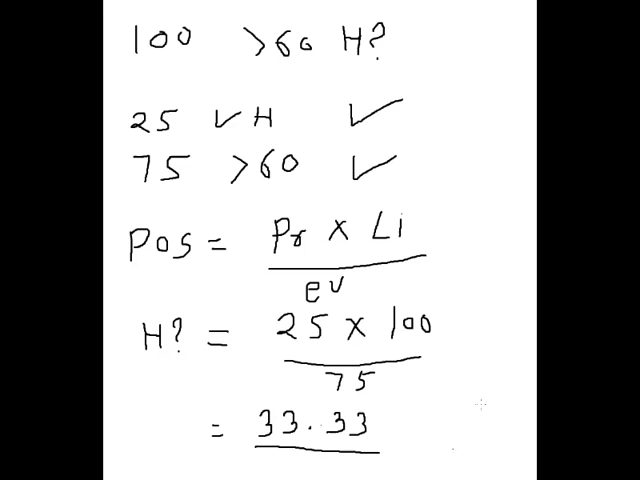 100 >60 H?
25 ✓ H ✓
75 >60 ✓
POS = Pr x Li
ev
H? = 25 x 100
75
= 33.33